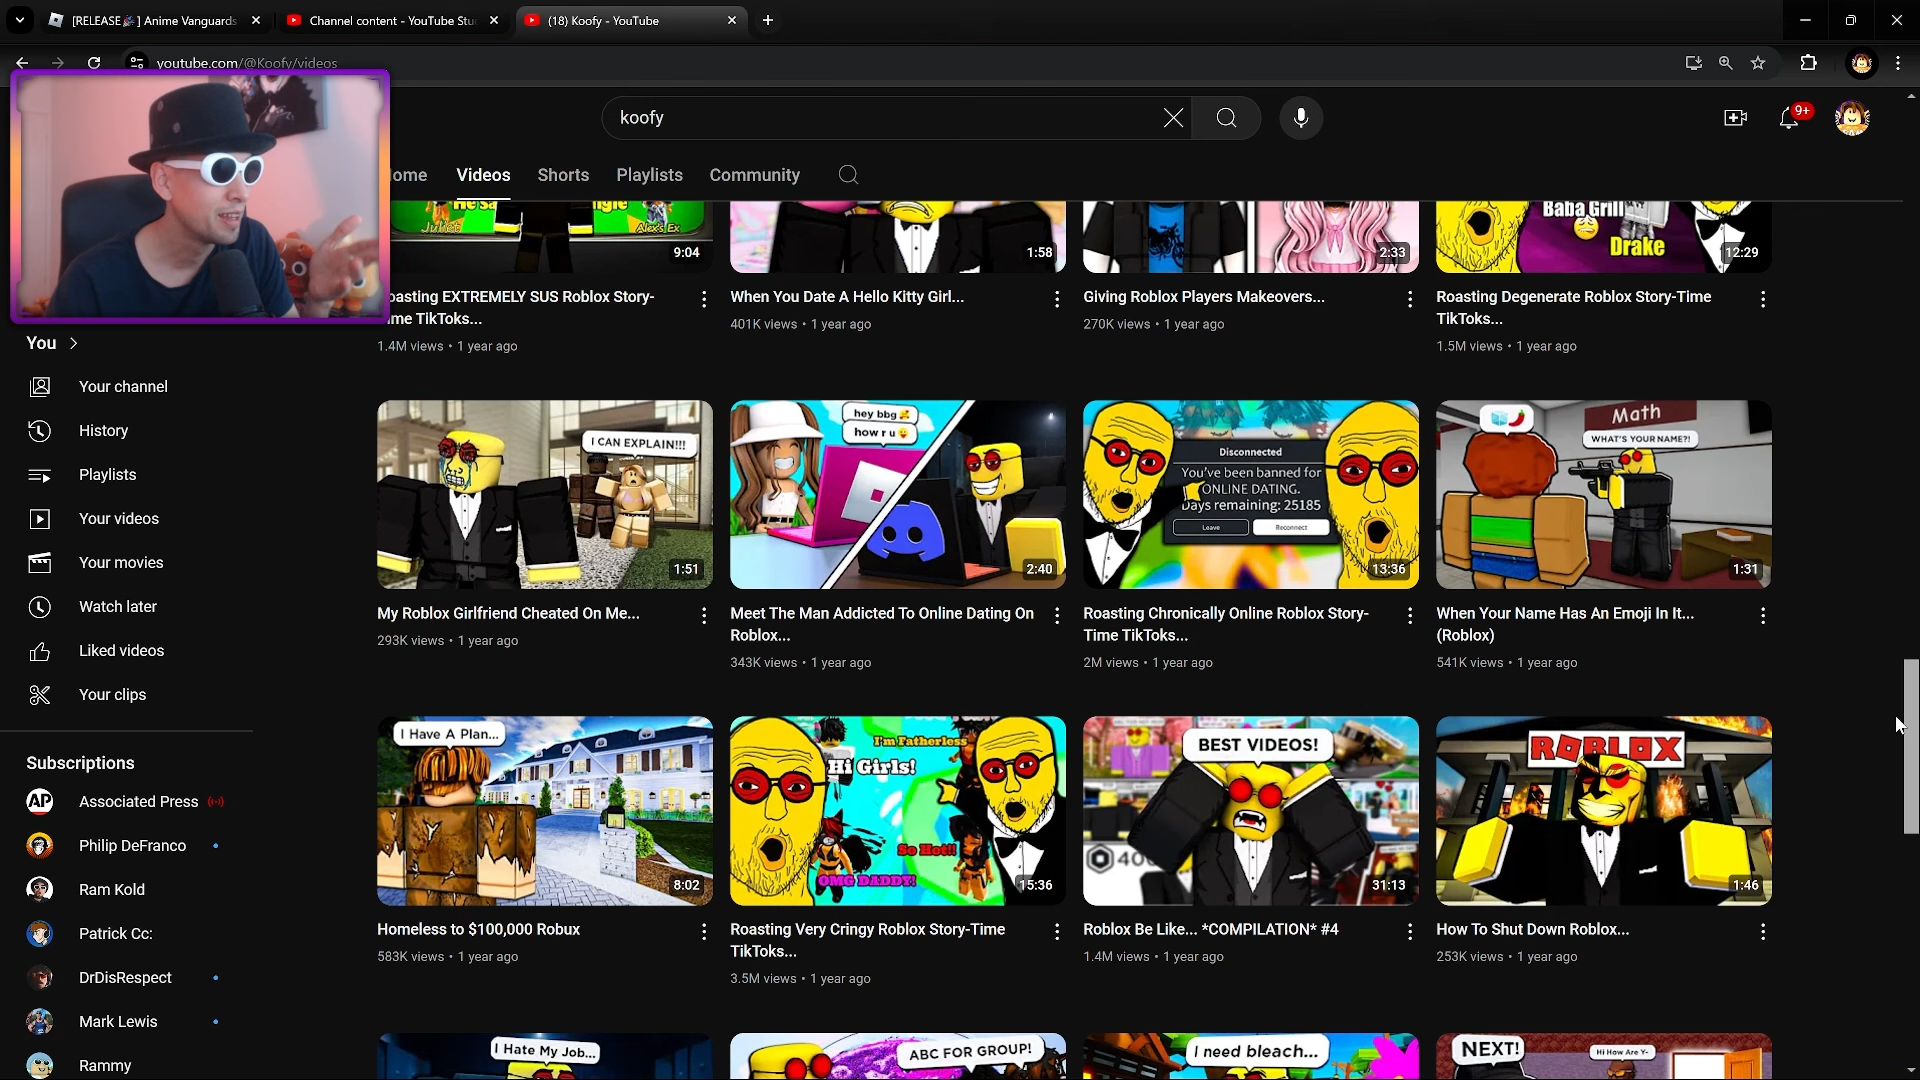 [RELEASE🎉] Anime Vanguards
Channel content - YouTube Stu
(18) Koofy - YouTube
youtube.com/@Koofy/videos
koofy
9+
ome
Videos
Shorts
Playlists
Community
Juliet
Alex's Ex
9:04
1:58
2:33
Baba Grill
Drake
12:29
oasting EXTREMELY SUS Roblox Story-
me TikToks...
1.4M views • 1 year ago
When You Date A Hello Kitty Girl...
401K views • 1 year ago
Giving Roblox Players Makeovers...
270K views • 1 year ago
Roasting Degenerate Roblox Story-Time
TikToks...
1.5M views • 1 year ago
You
Your channel
History
Playlists
Your videos
Your movies
Watch later
Liked videos
Your clips
I CAN EXPLAIN!!!
1:51
hey bbg
how r u
2:40
Disconnected
You've been banned for
ONLINE DATING.
Days remaining: 25185
Leave
Reconnect
13:36
Math
WHAT'S YOUR NAME?!
1:31
My Roblox Girlfriend Cheated On Me...
293K views • 1 year ago
Meet The Man Addicted To Online Dating On
Roblox...
343K views • 1 year ago
Roasting Chronically Online Roblox Story-
Time TikToks...
2M views • 1 year ago
When Your Name Has An Emoji In It...
(Roblox)
541K views • 1 year ago
I Have A Plan...
8:02
I'm Fatherless
Hi Girls!
So Hot!!
OMG DADDY!
15:36
BEST VIDEOS!
31:13
ROBLOX
1:46
Homeless to $100,000 Robux
583K views • 1 year ago
Roasting Very Cringy Roblox Story-Time
TikToks...
3.5M views • 1 year ago
Roblox Be Like... *COMPILATION* #4
1.4M views • 1 year ago
How To Shut Down Roblox...
253K views • 1 year ago
Subscriptions
AP
Associated Press
Philip DeFranco
Ram Kold
Patrick Cc:
DrDisRespect
Mark Lewis
Rammy
I Hate My Job...
ABC FOR GROUP!
I need bleach...
NEXT!
Hi How Are Y-